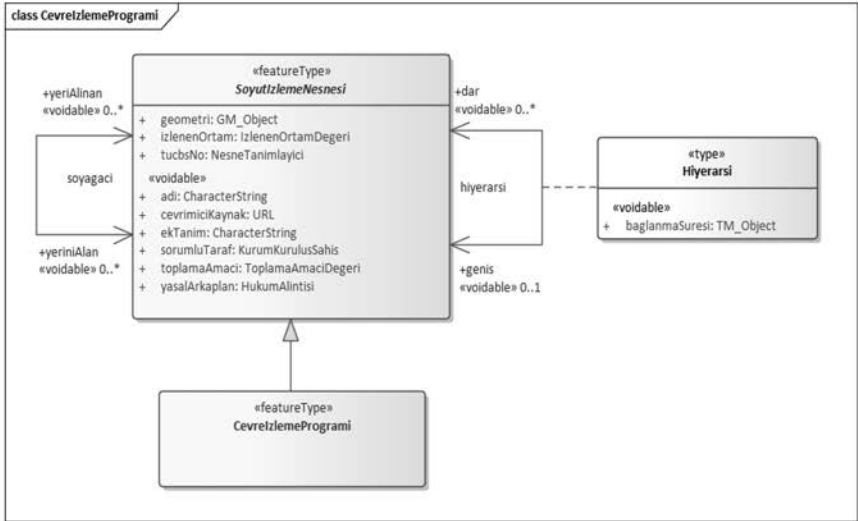 class CevreIzlemeProgrami
«featureType»
SoyutIzlemeNesnesi
+ geometri: GM_Object
+ izlenenOrtam: IzlenenOrtamDegeri
+ tucbsNo: NesneTanimlayici
«voidable»
+ adi: CharacterString
+ cevrimiciKaynak: URL
+ ekTanim: CharacterString
+ sorumluTaraf: KurumKurulusSahis
+ toplamaAmaci: ToplamaAmaciDegeri
+ yasalArkaplan: HukumAlintisi
+yeriAlinan
«voidable» 0..*
soyagaci
+yeriniAlan
«voidable» 0..*
+dar
«voidable» 0..*
hiyerarsi
+genis
«voidable» 0..1
«type»
Hiyerarsi
«voidable»
+ baglanmaSuresi: TM_Object
«featureType»
CevreIzlemeProgrami